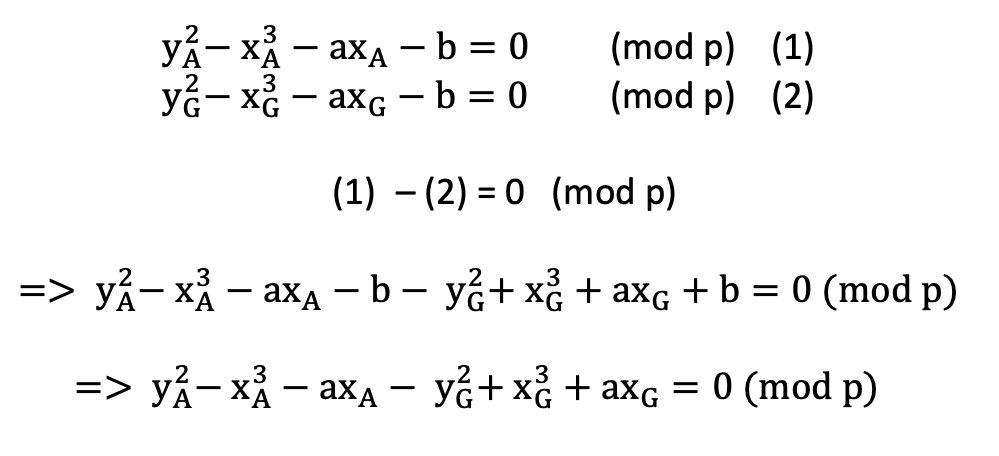 y_A^2 − x_A^3 − ax_A − b = 0 (mod p) (1)
y_G^2 − x_G^3 − ax_G − b = 0 (mod p) (2)
(1) − (2) = 0 (mod p)
=> y_A^2 − x_A^3 − ax_A − b − y_G^2 + x_G^3 + ax_G + b = 0 (mod p)
=> y_A^2 − x_A^3 − ax_A − y_G^2 + x_G^3 + ax_G = 0 (mod p)